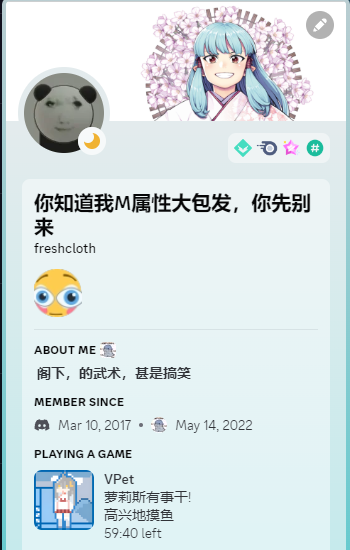 你知道我M属性大包发，你先别
来
freshcloth
ABOUT ME
阁下，的武术，甚是搞笑
MEMBER SINCE
Mar 10, 2017 • May 14, 2022
PLAYING A GAME
VPet
萝莉斯有事干!
高兴地摸鱼
59:40 left